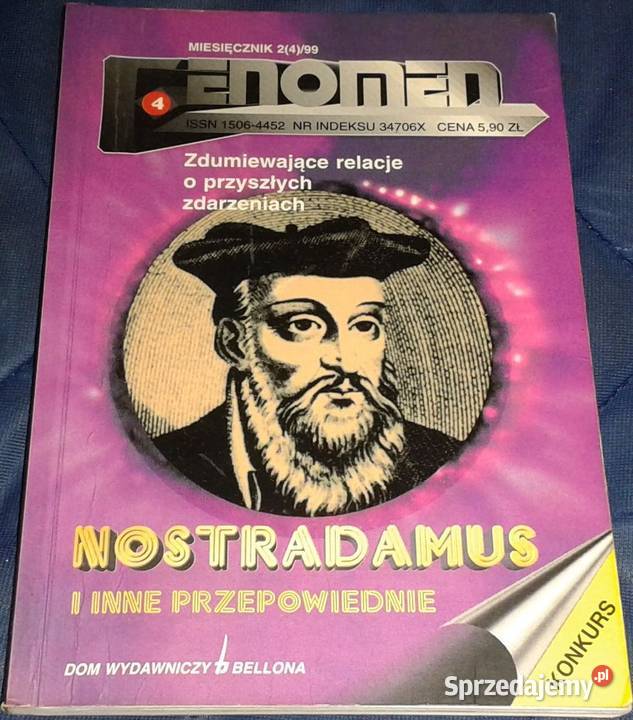 MIESIĘCZNIK 2(4)/99
FENOMEN
4
ISSN 1506-4452 NR INDEKSU 34706X CENA 5,90 ZŁ
Zdumiewające relacje
o przyszłych
zdarzeniach
NOSTRADAMUS
I INNE PRZEPOWIEDNIE
KONKURS
DOM WYDAWNICZY BELLONA
Sprzedajemy.pl